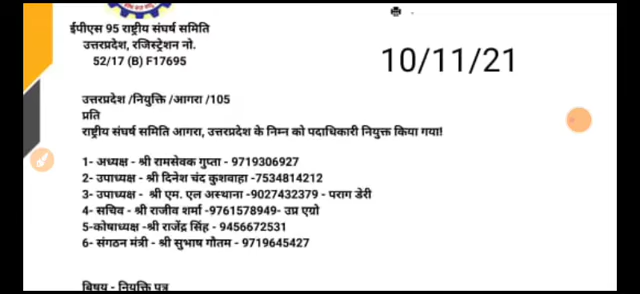 ईपीएस 95 राष्ट्रीय संघर्ष समिति
उत्तरप्रदेश, रजिस्ट्रेशन नो.
52/17 (B) F17695
10/11/21
उत्तरप्रदेश /नियुक्ति /आगरा /105
प्रति
राष्ट्रीय संघर्ष समिति आगरा, उत्तरप्रदेश के निम्न को पदाधिकारी नियुक्त किया गया!
1- अध्यक्ष - श्री रामसेवक गुप्ता - 9719306927
2- उपाध्यक्ष - श्री दिनेश चंद कुशवाहा -7534814212
3- उपाध्यक्ष - श्री एम. एल अस्थाना -9027432379 - पराग डेरी
4- सचिव - श्री राजीव शर्मा -9761578949- उप्र एग्रो
5-कोषाध्यक्ष -श्री राजेंद्र सिंह - 9456672531
6- संगठन मंत्री - श्री सुभाष गौतम - 9719645427
बिषय - नियुक्ति पत्र